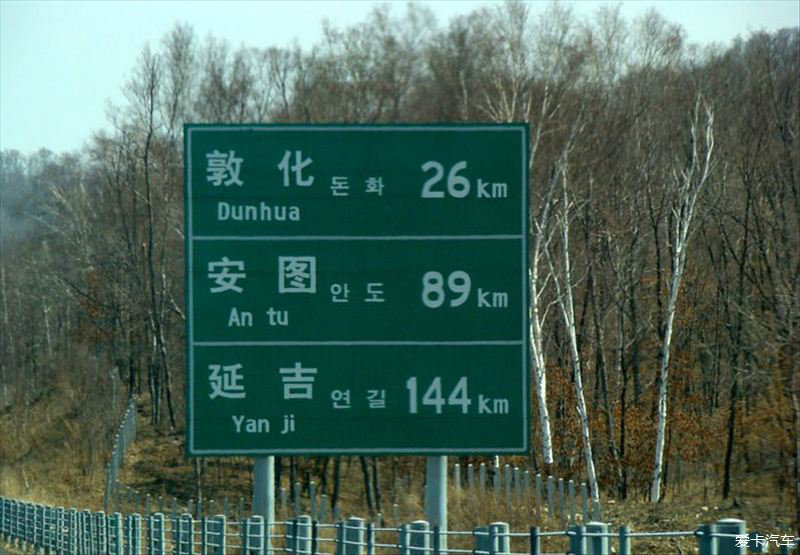 敦 化 돈 화 26 km
Dunhua
安 图 안 도 89 km
An tu
延 吉 연 길 144 km
Yan ji
爱卡汽车